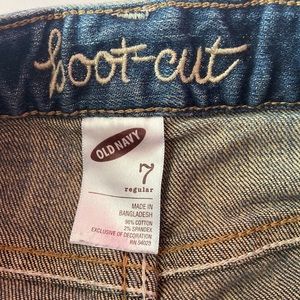 boot-cut
OLD NAVY
7
regular
MADE IN
BANGLADESH
98% COTTON
2% SPANDEX
EXCLUSIVE OF DECORATION
RN 54023